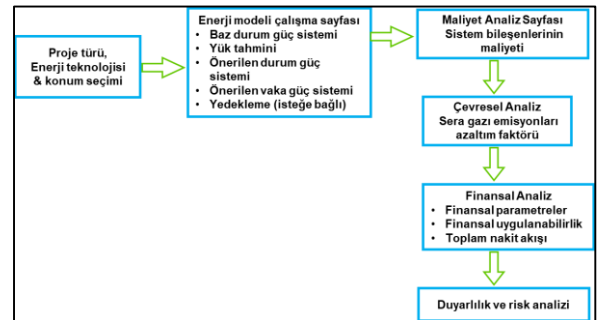 Proje türü,
Enerji teknolojisi
& konum seçimi
Enerji modeli çalışma sayfası
• Baz durum güç sistemi
• Yük tahmini
• Önerilen durum güç
sistemi
• Önerilen vaka güç sistemi
• Yedekleme (isteğe bağlı)
Maliyet Analiz Sayfası
Sistem bileşenlerinin
maliyeti
Çevresel Analiz
Sera gazı emisyonları
azaltım faktörü
Finansal Analiz
• Finansal parametreler
• Finansal uygulanabilirlik
• Toplam nakit akışı
Duyarlılık ve risk analizi